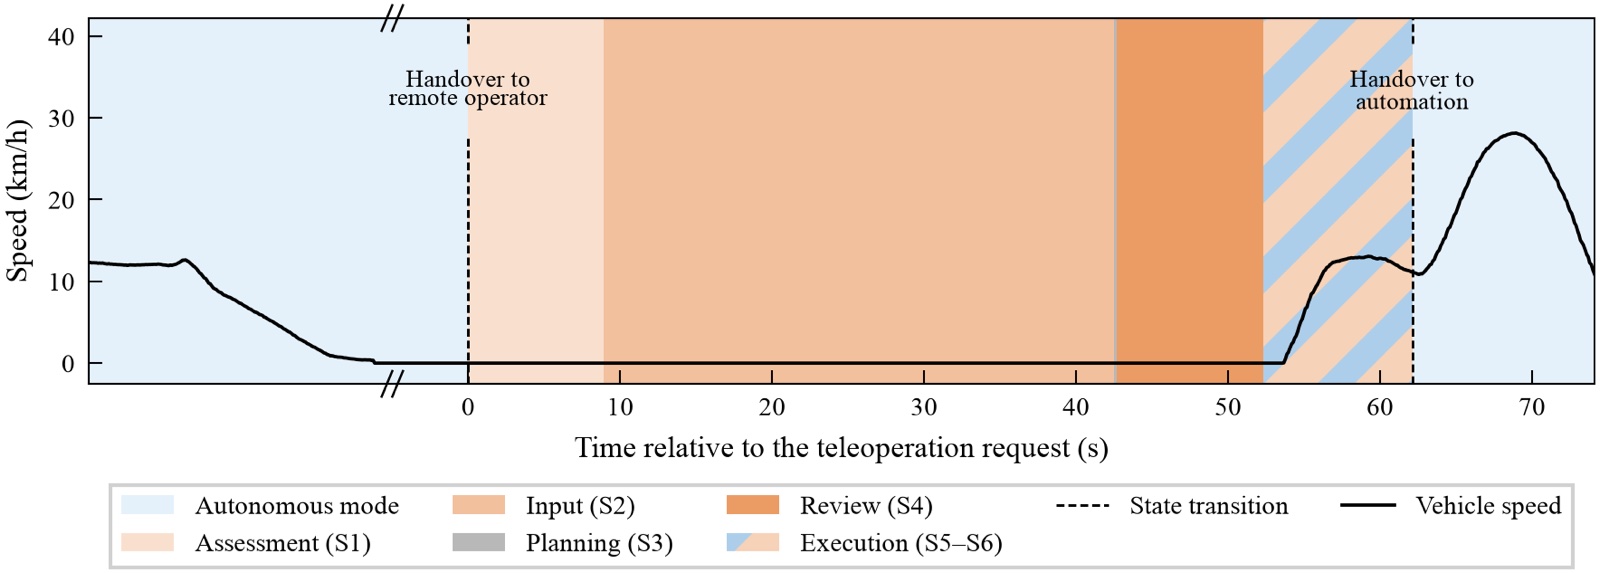 40
30
20
10
0
Speed (km/h)
Handover to
remote operator
Handover to
automation
0 10 20 30 40 50 60 70
Time relative to the teleoperation request (s)
Autonomous mode Input (S2) Review (S4) State transition Vehicle speed
Assessment (S1) Planning (S3) Execution (S5–S6)